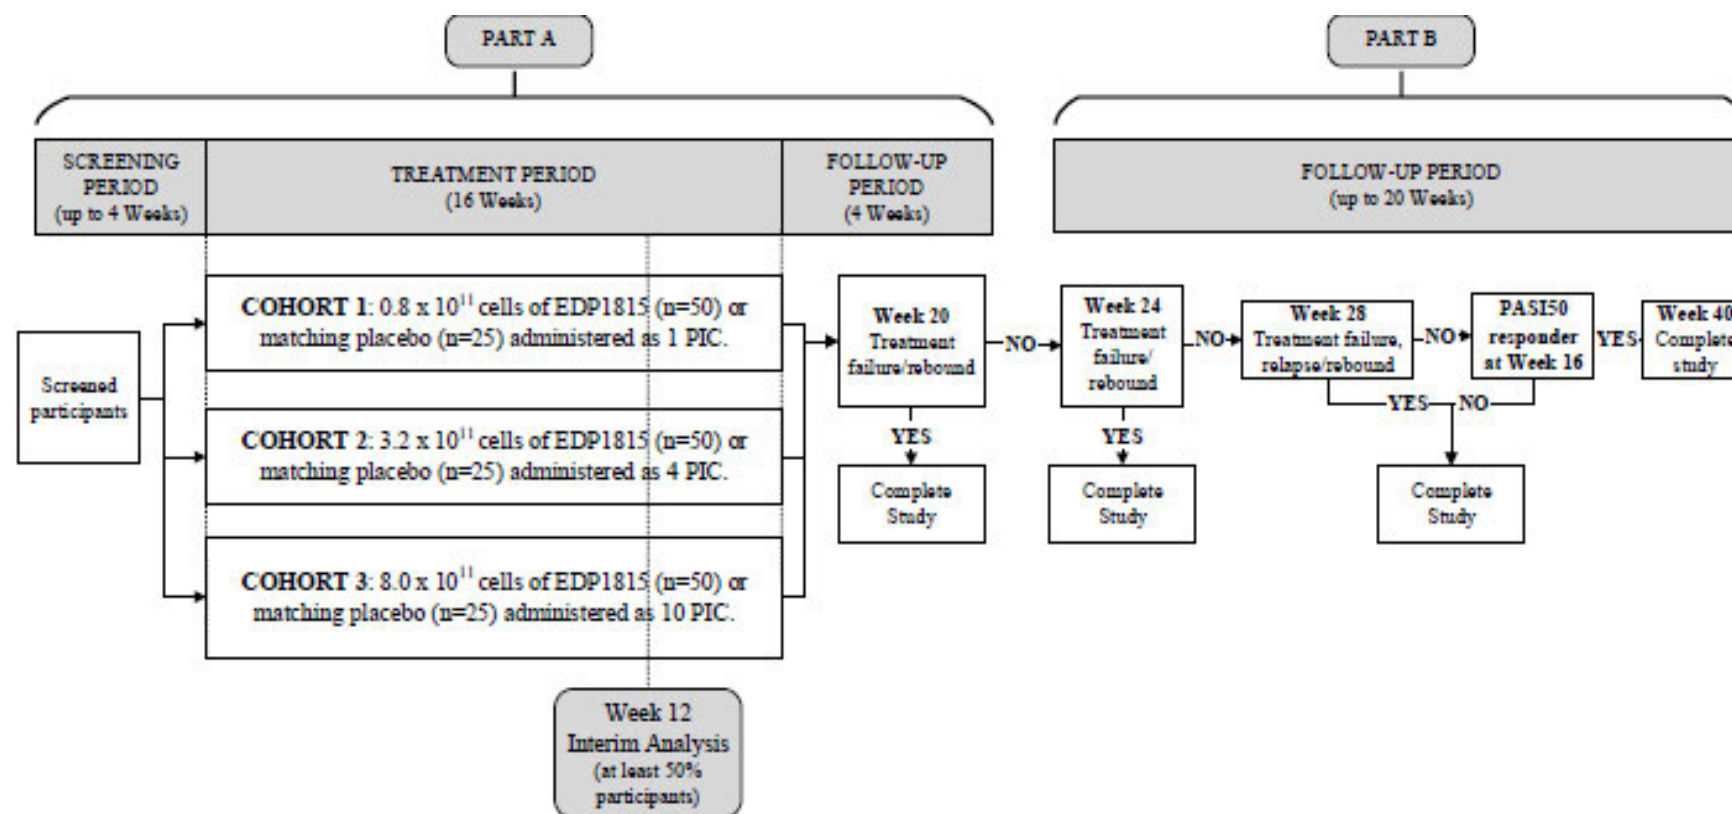 PART A
PART B
SCREENING
PERIOD
(up to 4 Weeks)
TREATMENT PERIOD
(16 Weeks)
FOLLOW-UP
PERIOD
(4 Weeks)
FOLLOW-UP PERIOD
(up to 20 Weeks)
Screened
participants
COHORT 1: 0.8 x 10¹¹ cells of EDP1815 (n=50) or
matching placebo (n=25) administered as 1 PIC.
COHORT 2: 3.2 x 10¹¹ cells of EDP1815 (n=50) or
matching placebo (n=25) administered as 4 PIC.
COHORT 3: 8.0 x 10¹¹ cells of EDP1815 (n=50) or
matching placebo (n=25) administered as 10 PIC.
Week 12
Interim Analysis
(at least 50%
participants)
Week 20
Treatment
failure/rebound
YES
Complete
Study
NO
Week 24
Treatment
failure/
rebound
YES
Complete
Study
NO
Week 28
Treatment failure,
relapse/rebound
NO
PASI50
responder
at Week 16
YES
Week 40
Complete
study
YES
NO
Complete
Study